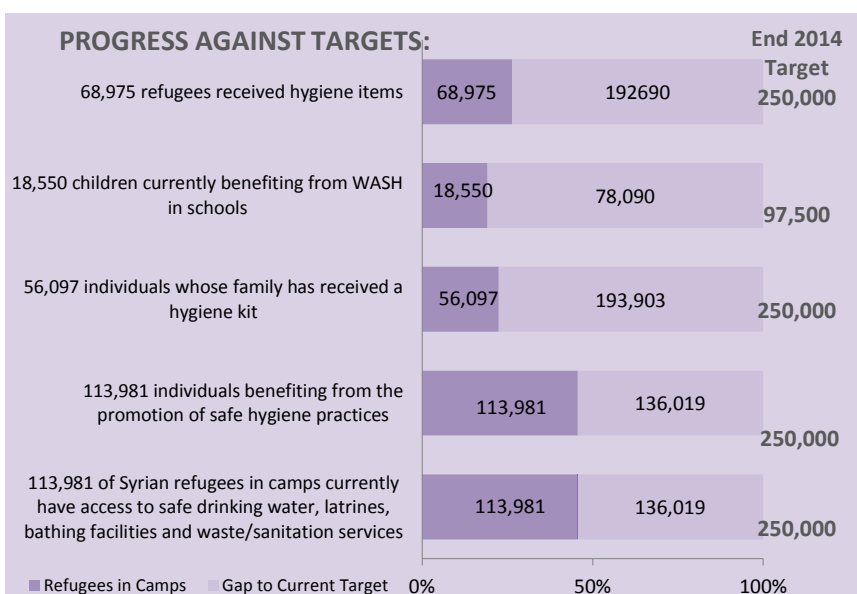 PROGRESS AGAINST TARGETS:
End 2014
Target
68,975 refugees received hygiene items
68,975
192690
250,000
18,550 children currently benefiting from WASH
in schools
18,550
78,090
97,500
56,097 individuals whose family has received a
hygiene kit
56,097
193,903
250,000
113,981 individuals benefiting from the
promotion of safe hygiene practices
113,981
136,019
250,000
113,981 of Syrian refugees in camps currently
have access to safe drinking water, latrines,
bathing facilities and waste/sanitation services
113,981
136,019
250,000
Refugees in Camps
Gap to Current Target
0%
50%
100%